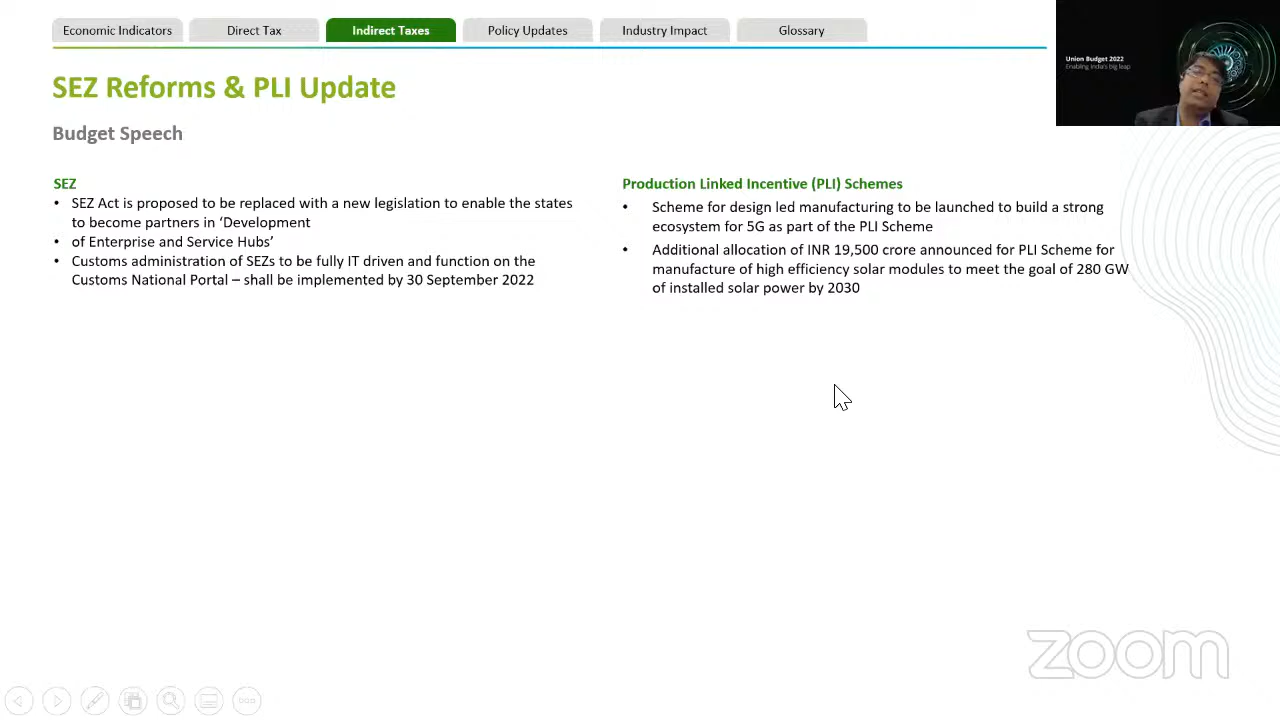 Economic Indicators
Direct Tax
Indirect Taxes
Policy Updates
Industry Impact
Glossary
Union Budget 2022
Enabling India's big leap
SEZ Reforms & PLI Update
Budget Speech
SEZ
• SEZ Act is proposed to be replaced with a new legislation to enable the states
to become partners in ‘Development
• of Enterprise and Service Hubs’
• Customs administration of SEZs to be fully IT driven and function on the
Customs National Portal – shall be implemented by 30 September 2022
Production Linked Incentive (PLI) Schemes
• Scheme for design led manufacturing to be launched to build a strong
ecosystem for 5G as part of the PLI Scheme
• Additional allocation of INR 19,500 crore announced for PLI Scheme for
manufacture of high efficiency solar modules to meet the goal of 280 GW
of installed solar power by 2030
zoom